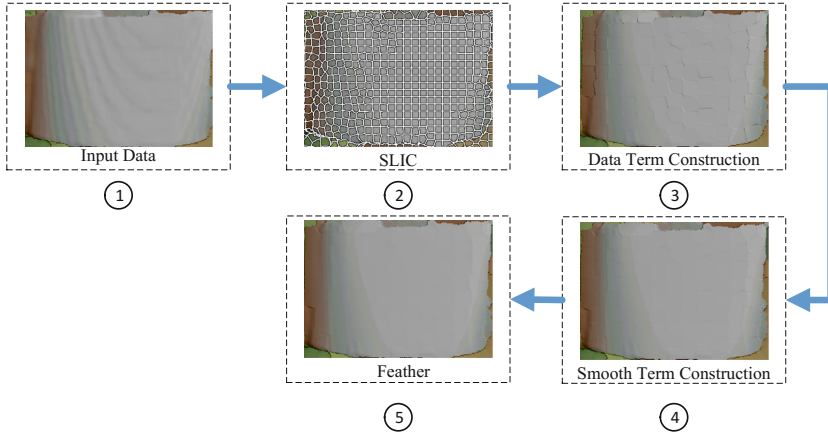 Input Data
SLIC
Data Term Construction
1
2
3
Feather
Smooth Term Construction
5
4